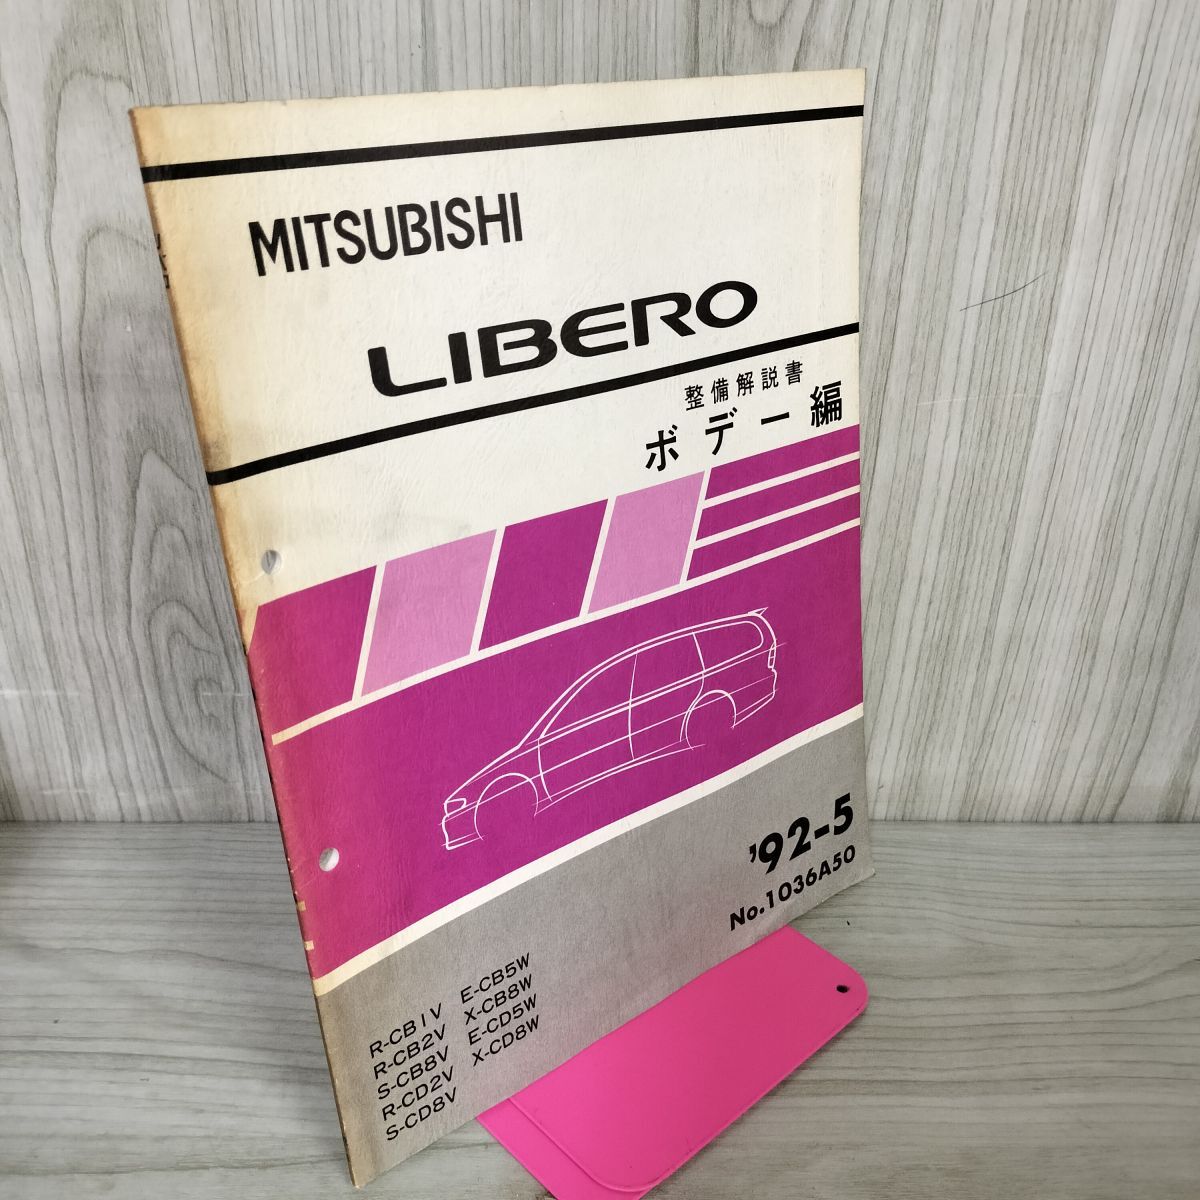 MITSUBISHI
LIBERO
整備解説書
ボデー編
'92-5
No.1036A50
R-CB1V E-CB5W
R-CB2V X-CB8W
S-CB8V E-CD5W
R-CD2V X-CD8W
S-CD8V